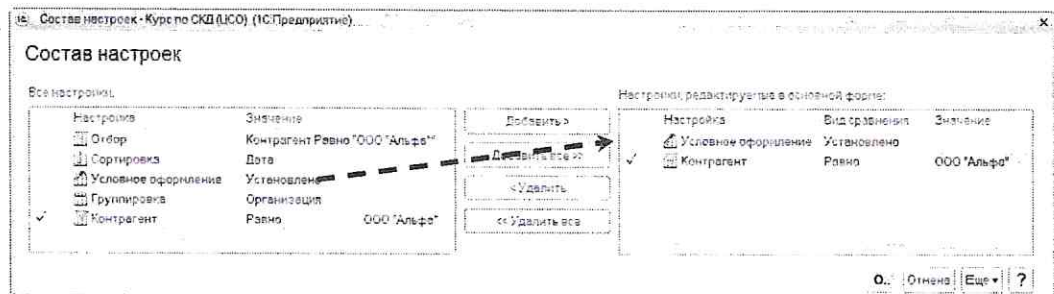 Состав настроек - Курс по СКД (ЦСО) (1С:Предприятие)
Состав настроек
Все настройки:
Настройка Значение
Отбор Контрагент Равно "ООО "Альфа""
Сортировка Дата
Условное оформление Установлено
Группировка Организация
Контрагент Равно ООО "Альфа"
Добавить >
Добавить все >>
< Удалить
<< Удалить все
Настройки, редактируемые в основной форме:
Настройка Вид сравнения Значение
Условное оформление Установлено
Контрагент Равно ООО "Альфа"
О.. Отмена Еще ?